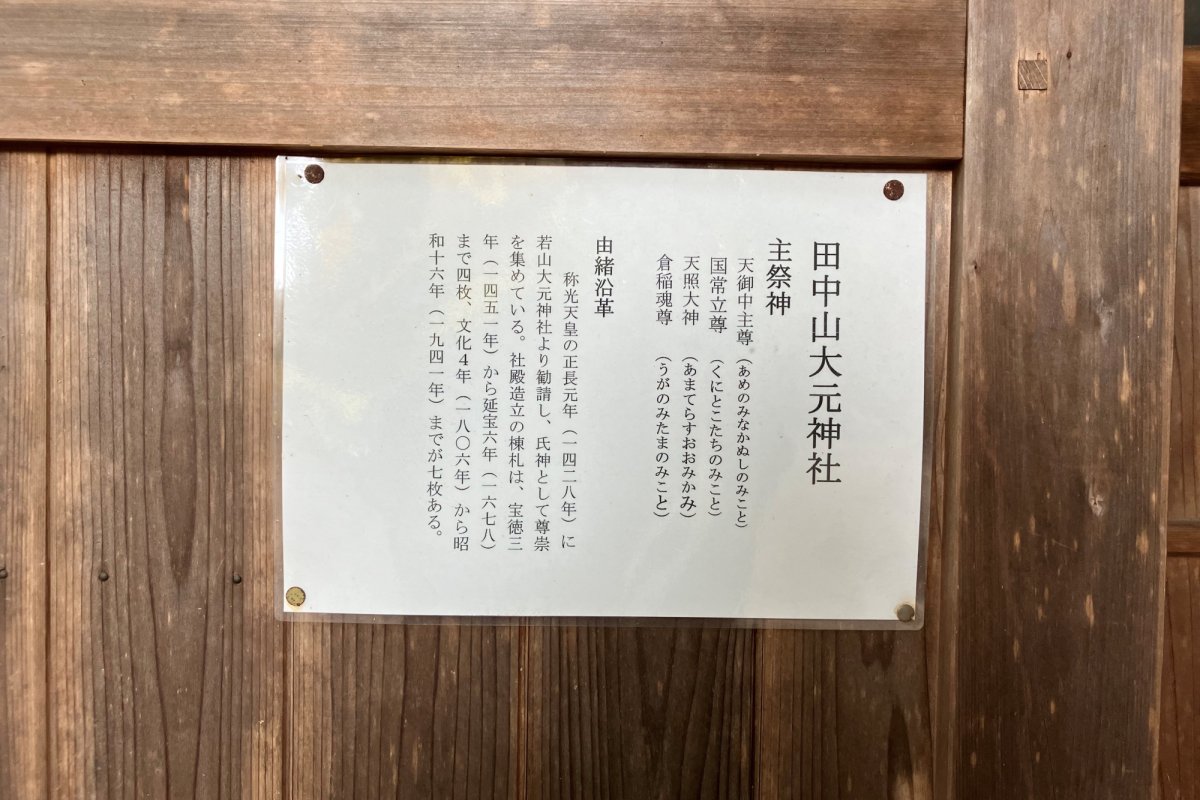 田中山大元神社
主祭神
天御中主尊（あめのみなかぬしのみこと）
国常立尊（くにとこたちのみこと）
天照大神（あまてらすおおみかみ）
倉稲魂尊（うがのみたまのみこと）
由緒沿革
称光天皇の正長元年（一四二八年）に
若山大元神社より勧請し、氏神として尊崇
を集めている。社殿造立の棟札は、宝徳三
年（一四五一年）から延宝六年（一六七八）
まで四枚、文化4年（一八〇六年）から昭
和十六年（一九四一年）までが七枚ある。